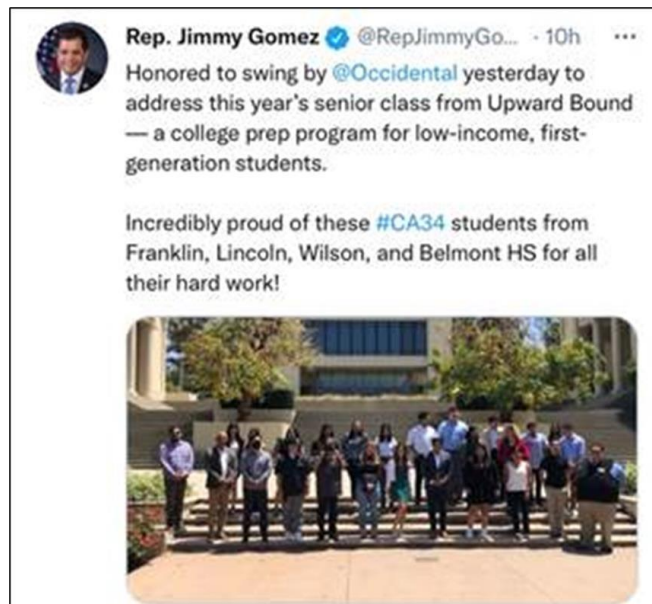 Rep. Jimmy Gomez @RepJimmyGo... · 10h ...
Honored to swing by @Occidental yesterday to
address this year's senior class from Upward Bound
— a college prep program for low-income, first-
generation students.
Incredibly proud of these #CA34 students from
Franklin, Lincoln, Wilson, and Belmont HS for all
their hard work!